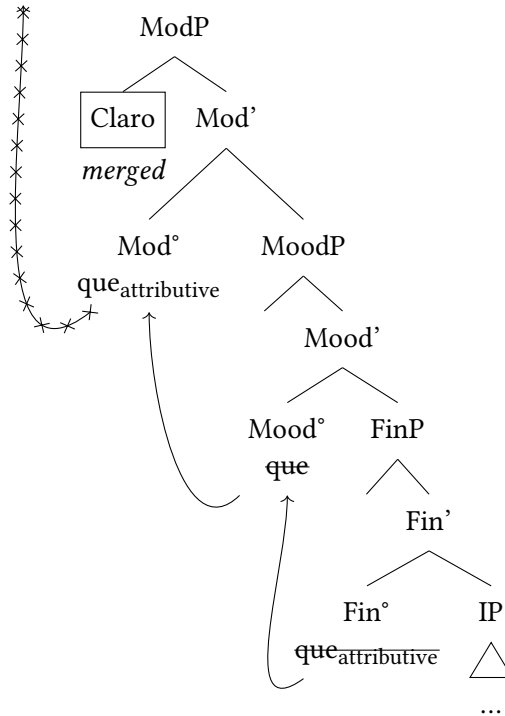 ModP
Claro Mod’
merged
Mod° MoodP
que_attributive
Mood’
Mood° FinP
que
Fin’
Fin° IP
que_attributive
...